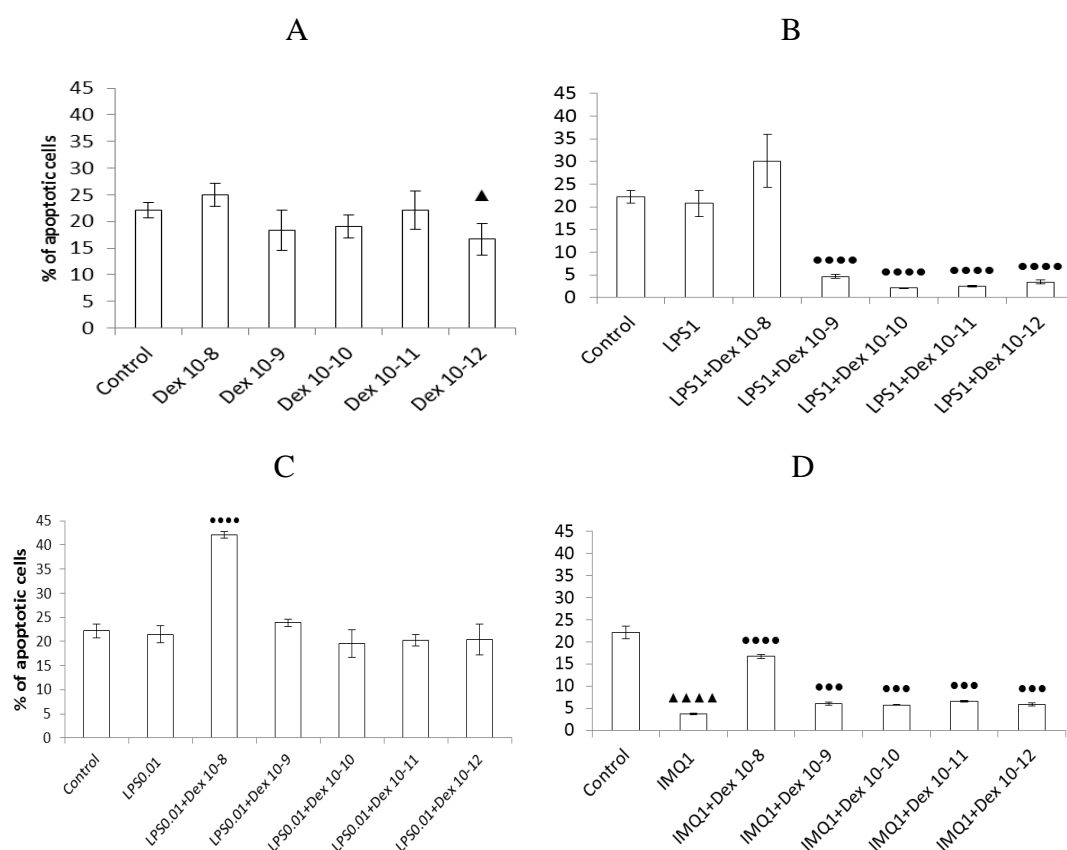 A
B
% of apoptotic cells
45
40
35
30
25
20
15
10
5
0
▲
Control
Dex 10-8
Dex 10-9
Dex 10-10
Dex 10-11
Dex 10-12
45
40
35
30
25
20
15
10
5
0
●●●●
●●●●
●●●●
●●●●
Control
LPS1
LPS1+Dex 10-8
LPS1+Dex 10-9
LPS1+Dex 10-10
LPS1+Dex 10-11
LPS1+Dex 10-12
C
D
% of apoptotic cells
45
40
35
30
25
20
15
10
5
0
●●●●
Control
LPS0.01
LPS0.01+Dex 10-8
LPS0.01+Dex 10-9
LPS0.01+Dex 10-10
LPS0.01+Dex 10-11
LPS0.01+Dex 10-12
45
40
35
30
25
20
15
10
5
0
▲▲▲▲
●●●●
●●●
●●●
●●●
●●●
Control
IMQ1
IMQ1+Dex 10-8
IMQ1+Dex 10-9
IMQ1+Dex 10-10
IMQ1+Dex 10-11
IMQ1+Dex 10-12